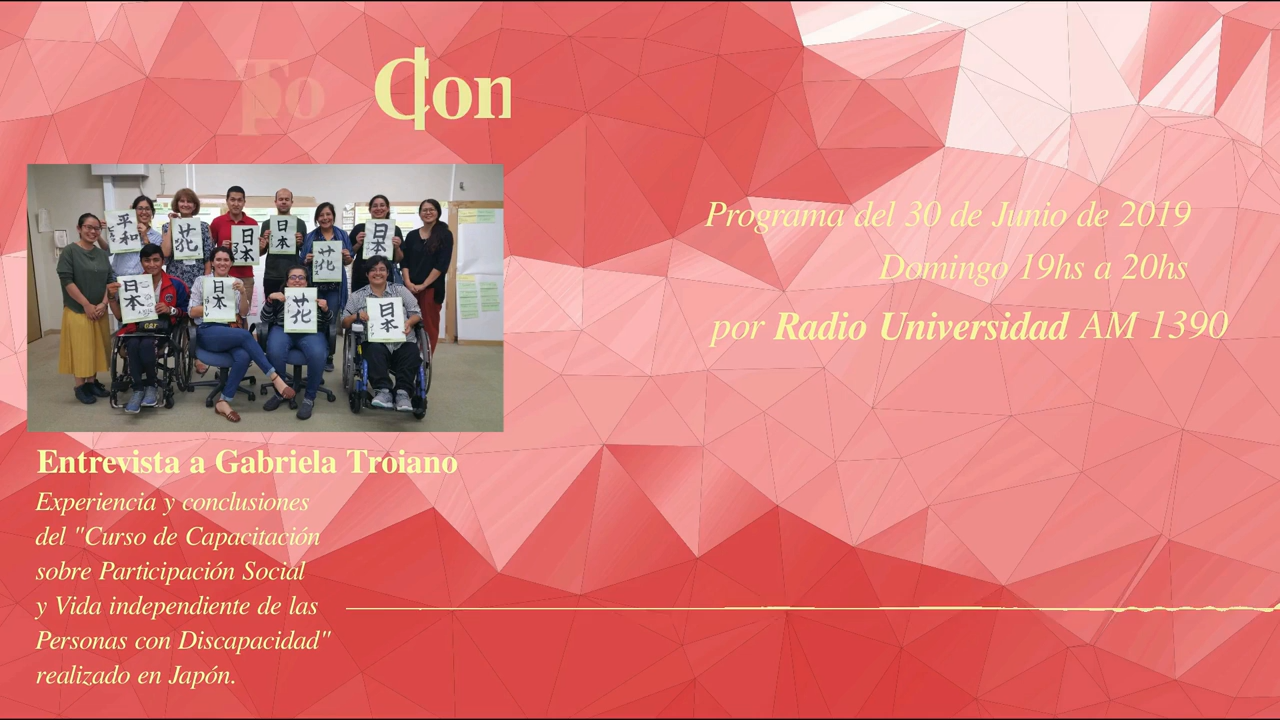 Con
平和
花
日本
日本
花
日本
日本
日本
花
日本
Programa del 30 de Junio de 2019
Domingo 19hs a 20hs
por Radio Universidad AM 1390
Entrevista a Gabriela Troiano
Experiencia y conclusiones
del "Curso de Capacitación
sobre Participación Social
y Vida independiente de las
Personas con Discapacidad"
realizado en Japón.